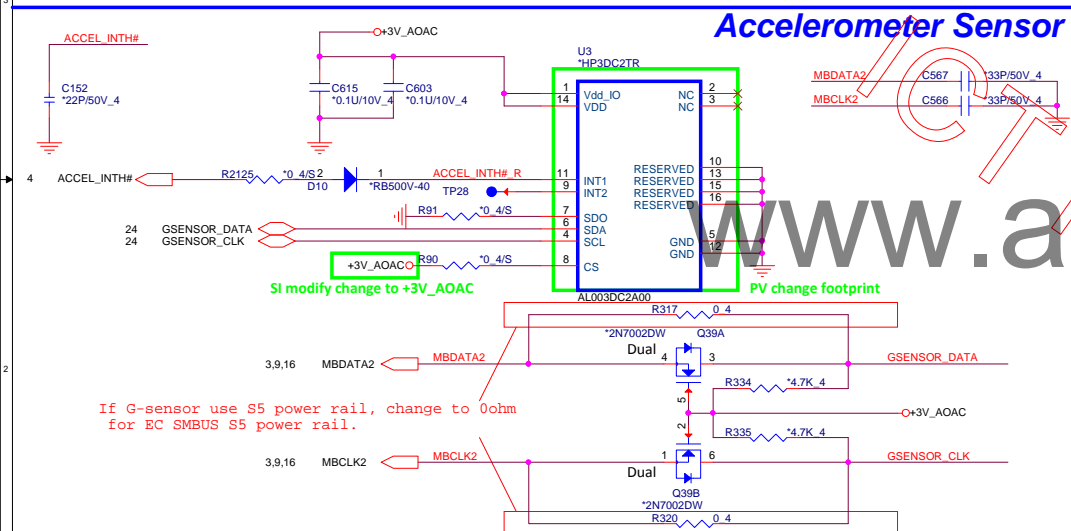 3
Accelerometer Sensor
ACCEL_INTH#
+3V_AOAC
U3
*HP3DC2TR
C152
*22P/50V_4
C615
*0.1U/10V_4
C603
*0.1U/10V_4
1
14
Vdd_IO
VDD
NC
NC
2
3
MBDATA2
C567
*33P/50V_4
MBCLK2
C566
*33P/50V_4
4
ACCEL_INTH#
R2125
*0_4/S
2
D10
1
*RB500V-40
ACCEL_INTH#_R
TP28
11
9
INT1
INT2
RESERVED
RESERVED
RESERVED
RESERVED
10
13
15
16
R91
*0_4/S
7
6
4
SDO
SDA
SCL
24
GSENSOR_DATA
24
GSENSOR_CLK
GND
GND
5
12
+3V_AOAC
R90
*0_4/S
8
CS
www.a
SI modify change to +3V_AOAC
AL003DC2A00
PV change footprint
R317
0_4
*2N7002DW
Q39A
Dual
3,9,16
MBDATA2
MBDATA2
4
3
5
GSENSOR_DATA
R334
*4.7K_4
If G-sensor use S5 power rail, change to 0ohm
for EC SMBUS S5 power rail.
+3V_AOAC
2
2
R335
*4.7K_4
3,9,16
MBCLK2
MBCLK2
1
6
Dual
GSENSOR_CLK
Q39B
*2N7002DW
R320
0_4